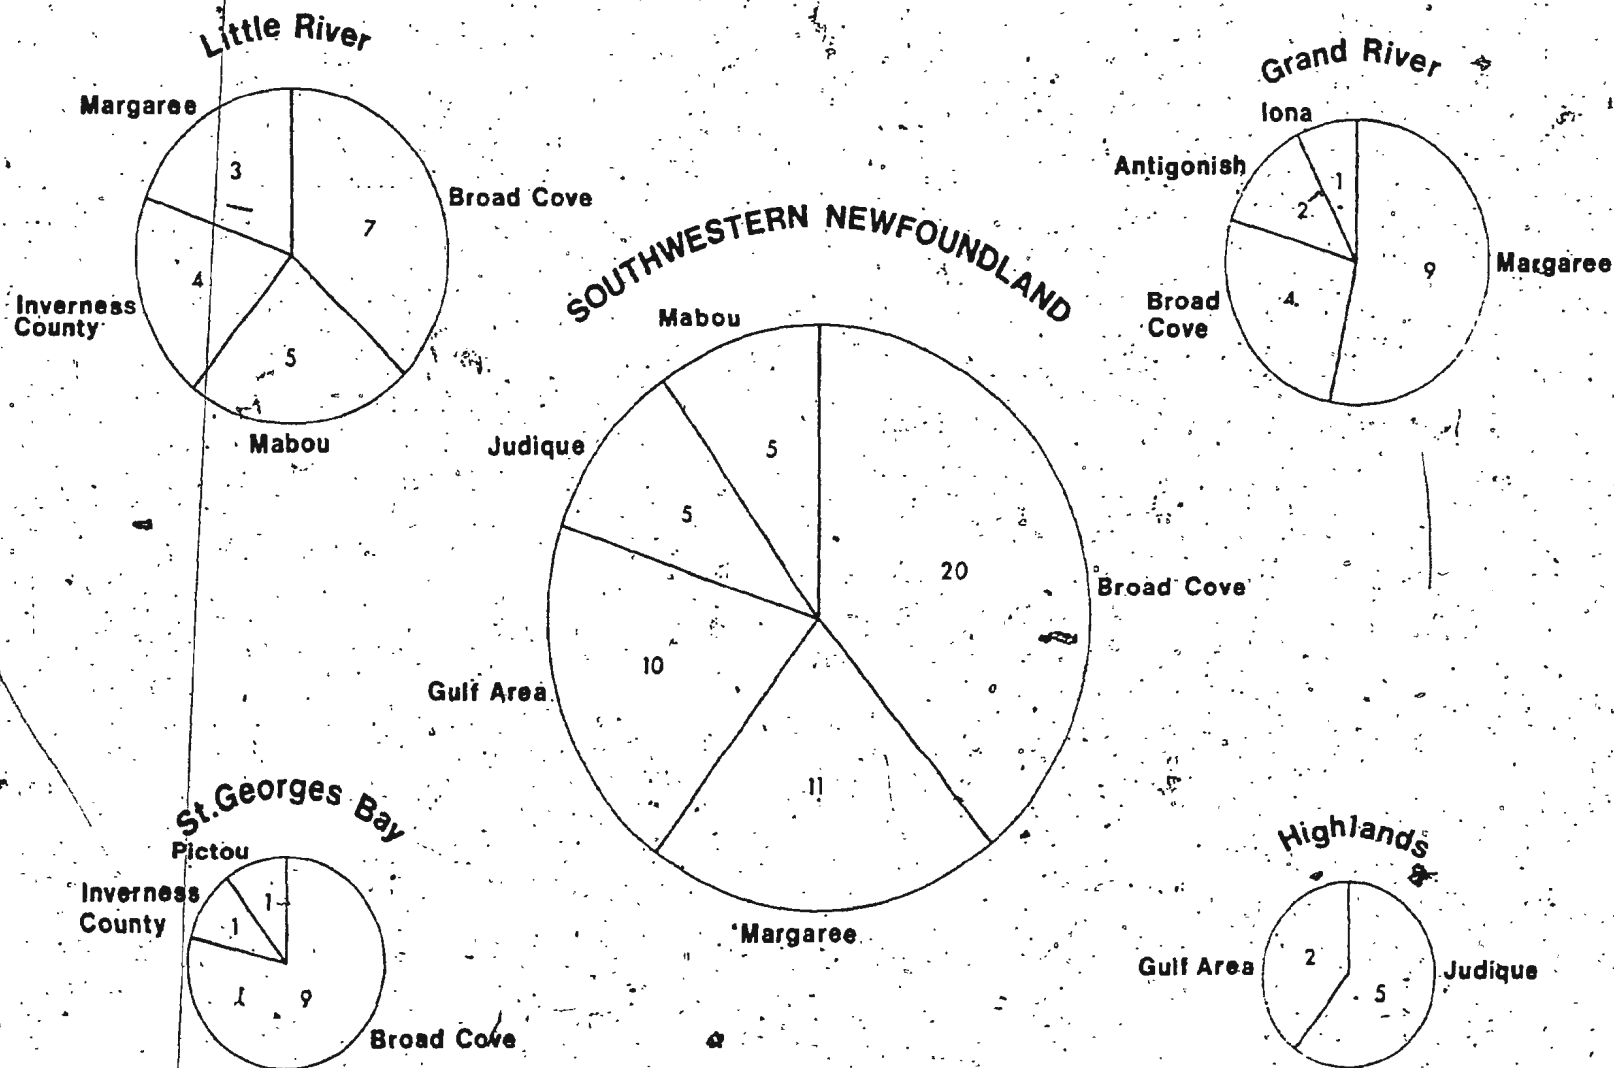 Little River
Margaree
3
7
Broad Cove
4
Inverness
County
5
Mabou
Grand River
Iona
Antigonish
1
2
9
Margaree
Broad
Cove
4
SOUTHWESTERN NEWFOUNDLAND
Mabou
Judique
5
5
20
Broad Cove
10
Gulf Area
11
Margaree
St. Georges Bay
Pictou
Inverness
County
1
1
9
Broad Cove
Highlands
Gulf Area
2
5
Judique